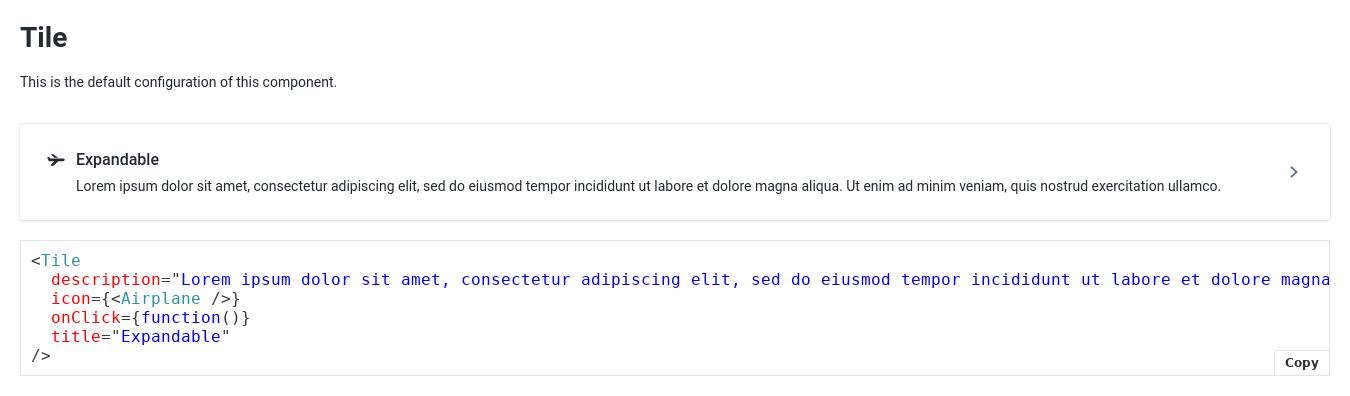 Tile
This is the default configuration of this component.
Expandable
Lorem ipsum dolor sit amet, consectetur adipiscing elit, sed do eiusmod tempor incididunt ut labore et dolore magna aliqua. Ut enim ad minim veniam, quis nostrud exercitation ullamco.
<Tile
  description="Lorem ipsum dolor sit amet, consectetur adipiscing elit, sed do eiusmod tempor incididunt ut labore et dolore magna
  icon={<Airplane />}
  onClick={function()}
  title="Expandable"
/>
Copy